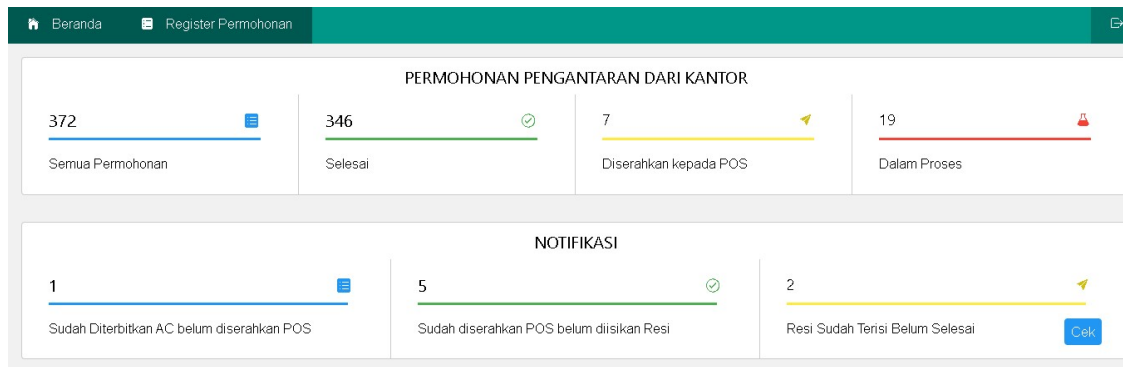 Beranda Register Permohonan
PERMOHONAN PENGANTARAN DARI KANTOR
372 346 7 19
Semua Permohonan Selesai Diserahkan kepada POS Dalam Proses
NOTIFIKASI
1 5 2
Sudah Diterbitkan AC belum diserahkan POS Sudah diserahkan POS belum diisikan Resi Resi Sudah Terisi Belum Selesai Cek